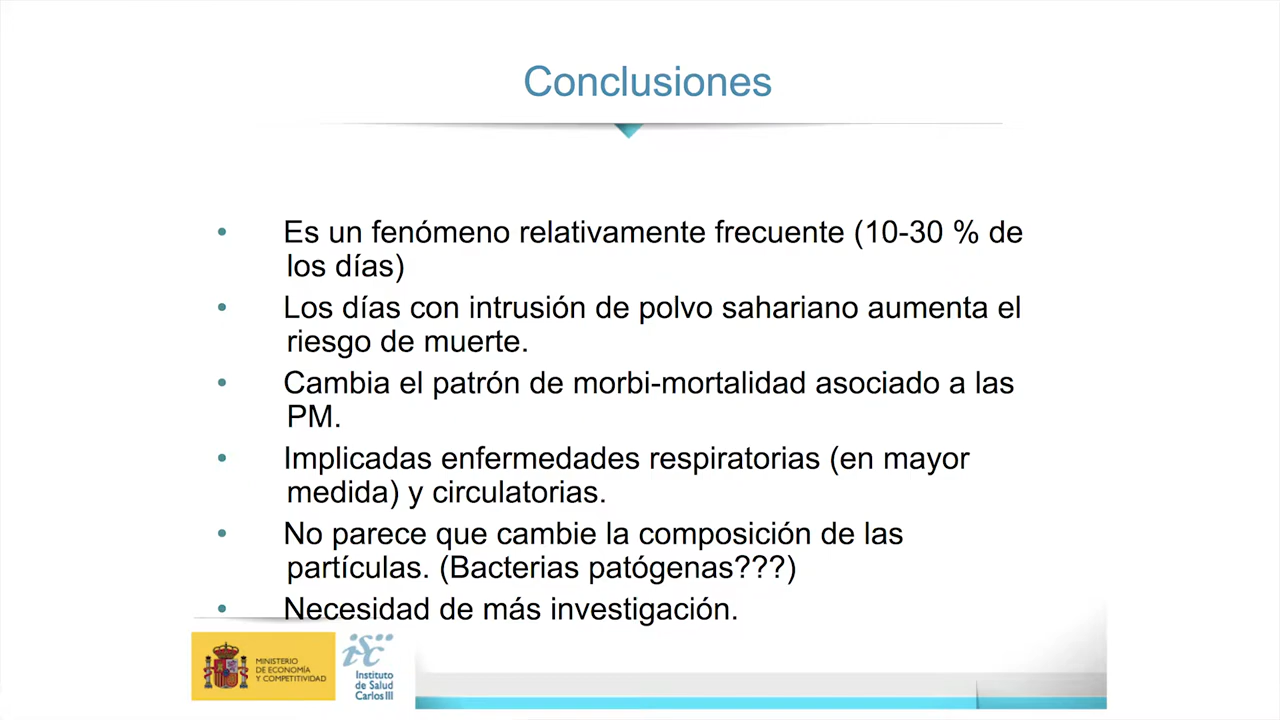 Conclusiones
• Es un fenómeno relativamente frecuente (10-30 % de
los días)
• Los días con intrusión de polvo sahariano aumenta el
riesgo de muerte.
• Cambia el patrón de morbi-mortalidad asociado a las
PM.
• Implicadas enfermedades respiratorias (en mayor
medida) y circulatorias.
• No parece que cambie la composición de las
partículas. (Bacterias patógenas???)
• Necesidad de más investigación.
MINISTERIO
DE ECONOMÍA
Y COMPETITIVIDAD
isc
Instituto
de Salud
Carlos III